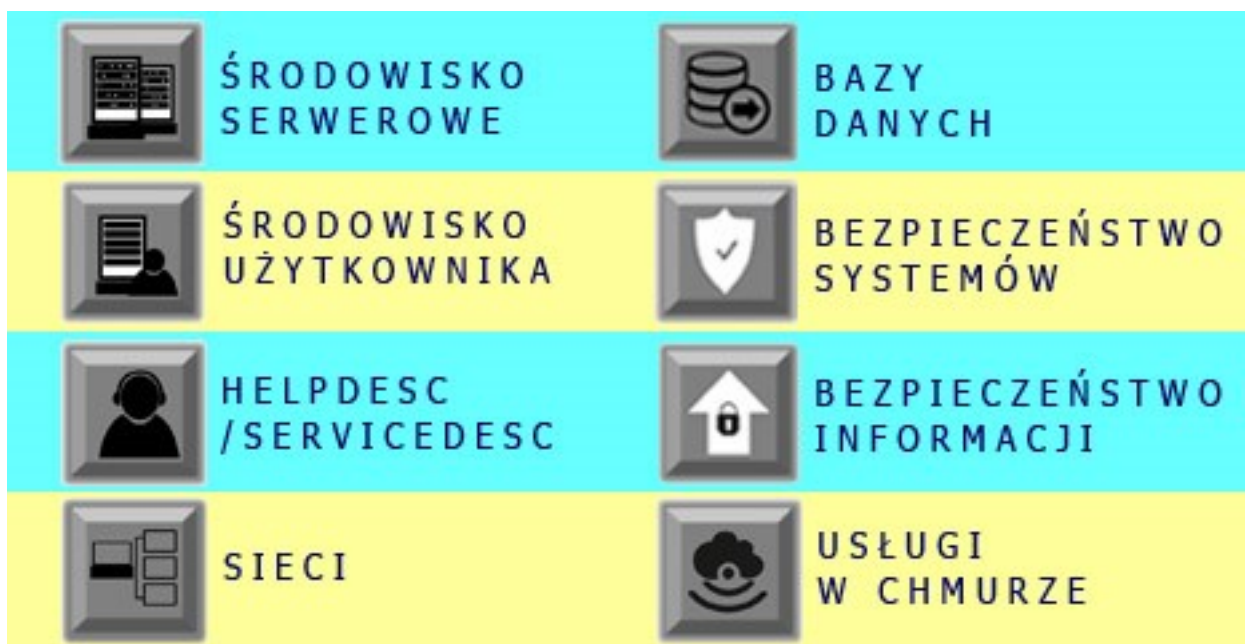 ŚRODOWISKO
SERWEROWE
BAZY
DANYCH
ŚRODOWISKO
UŻYTKOWNIKA
BEZPIECZEŃSTWO
SYSTEMÓW
HELPDESC
/SERVICEDESC
BEZPIECZEŃSTWO
INFORMACJI
SIECI
USŁUGI
W CHMURZE